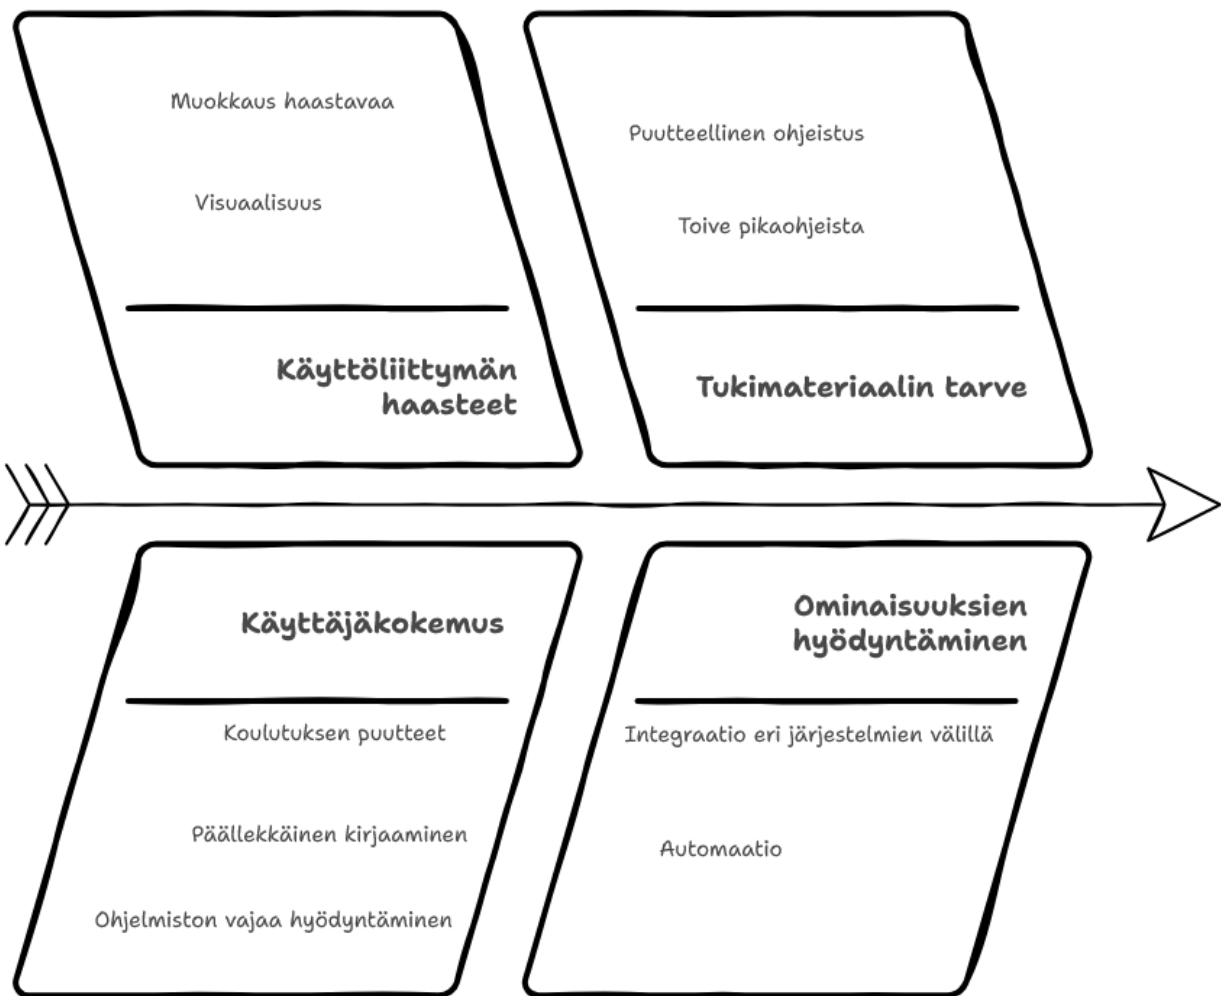 Muokkaus haastavaa
Visuaalisuus
Käyttöliittymän
haasteet
Puutteellinen ohjeistus
Toive pikaohjeista
Tukimateriaalin tarve
Käyttäjäkokemus
Koulutuksen puutteet
Päällekkäinen kirjaaminen
Ohjelmiston vajaa hyödyntäminen
Ominaisuuksien
hyödyntäminen
Integraatio eri järjestelmien välillä
Automaatio